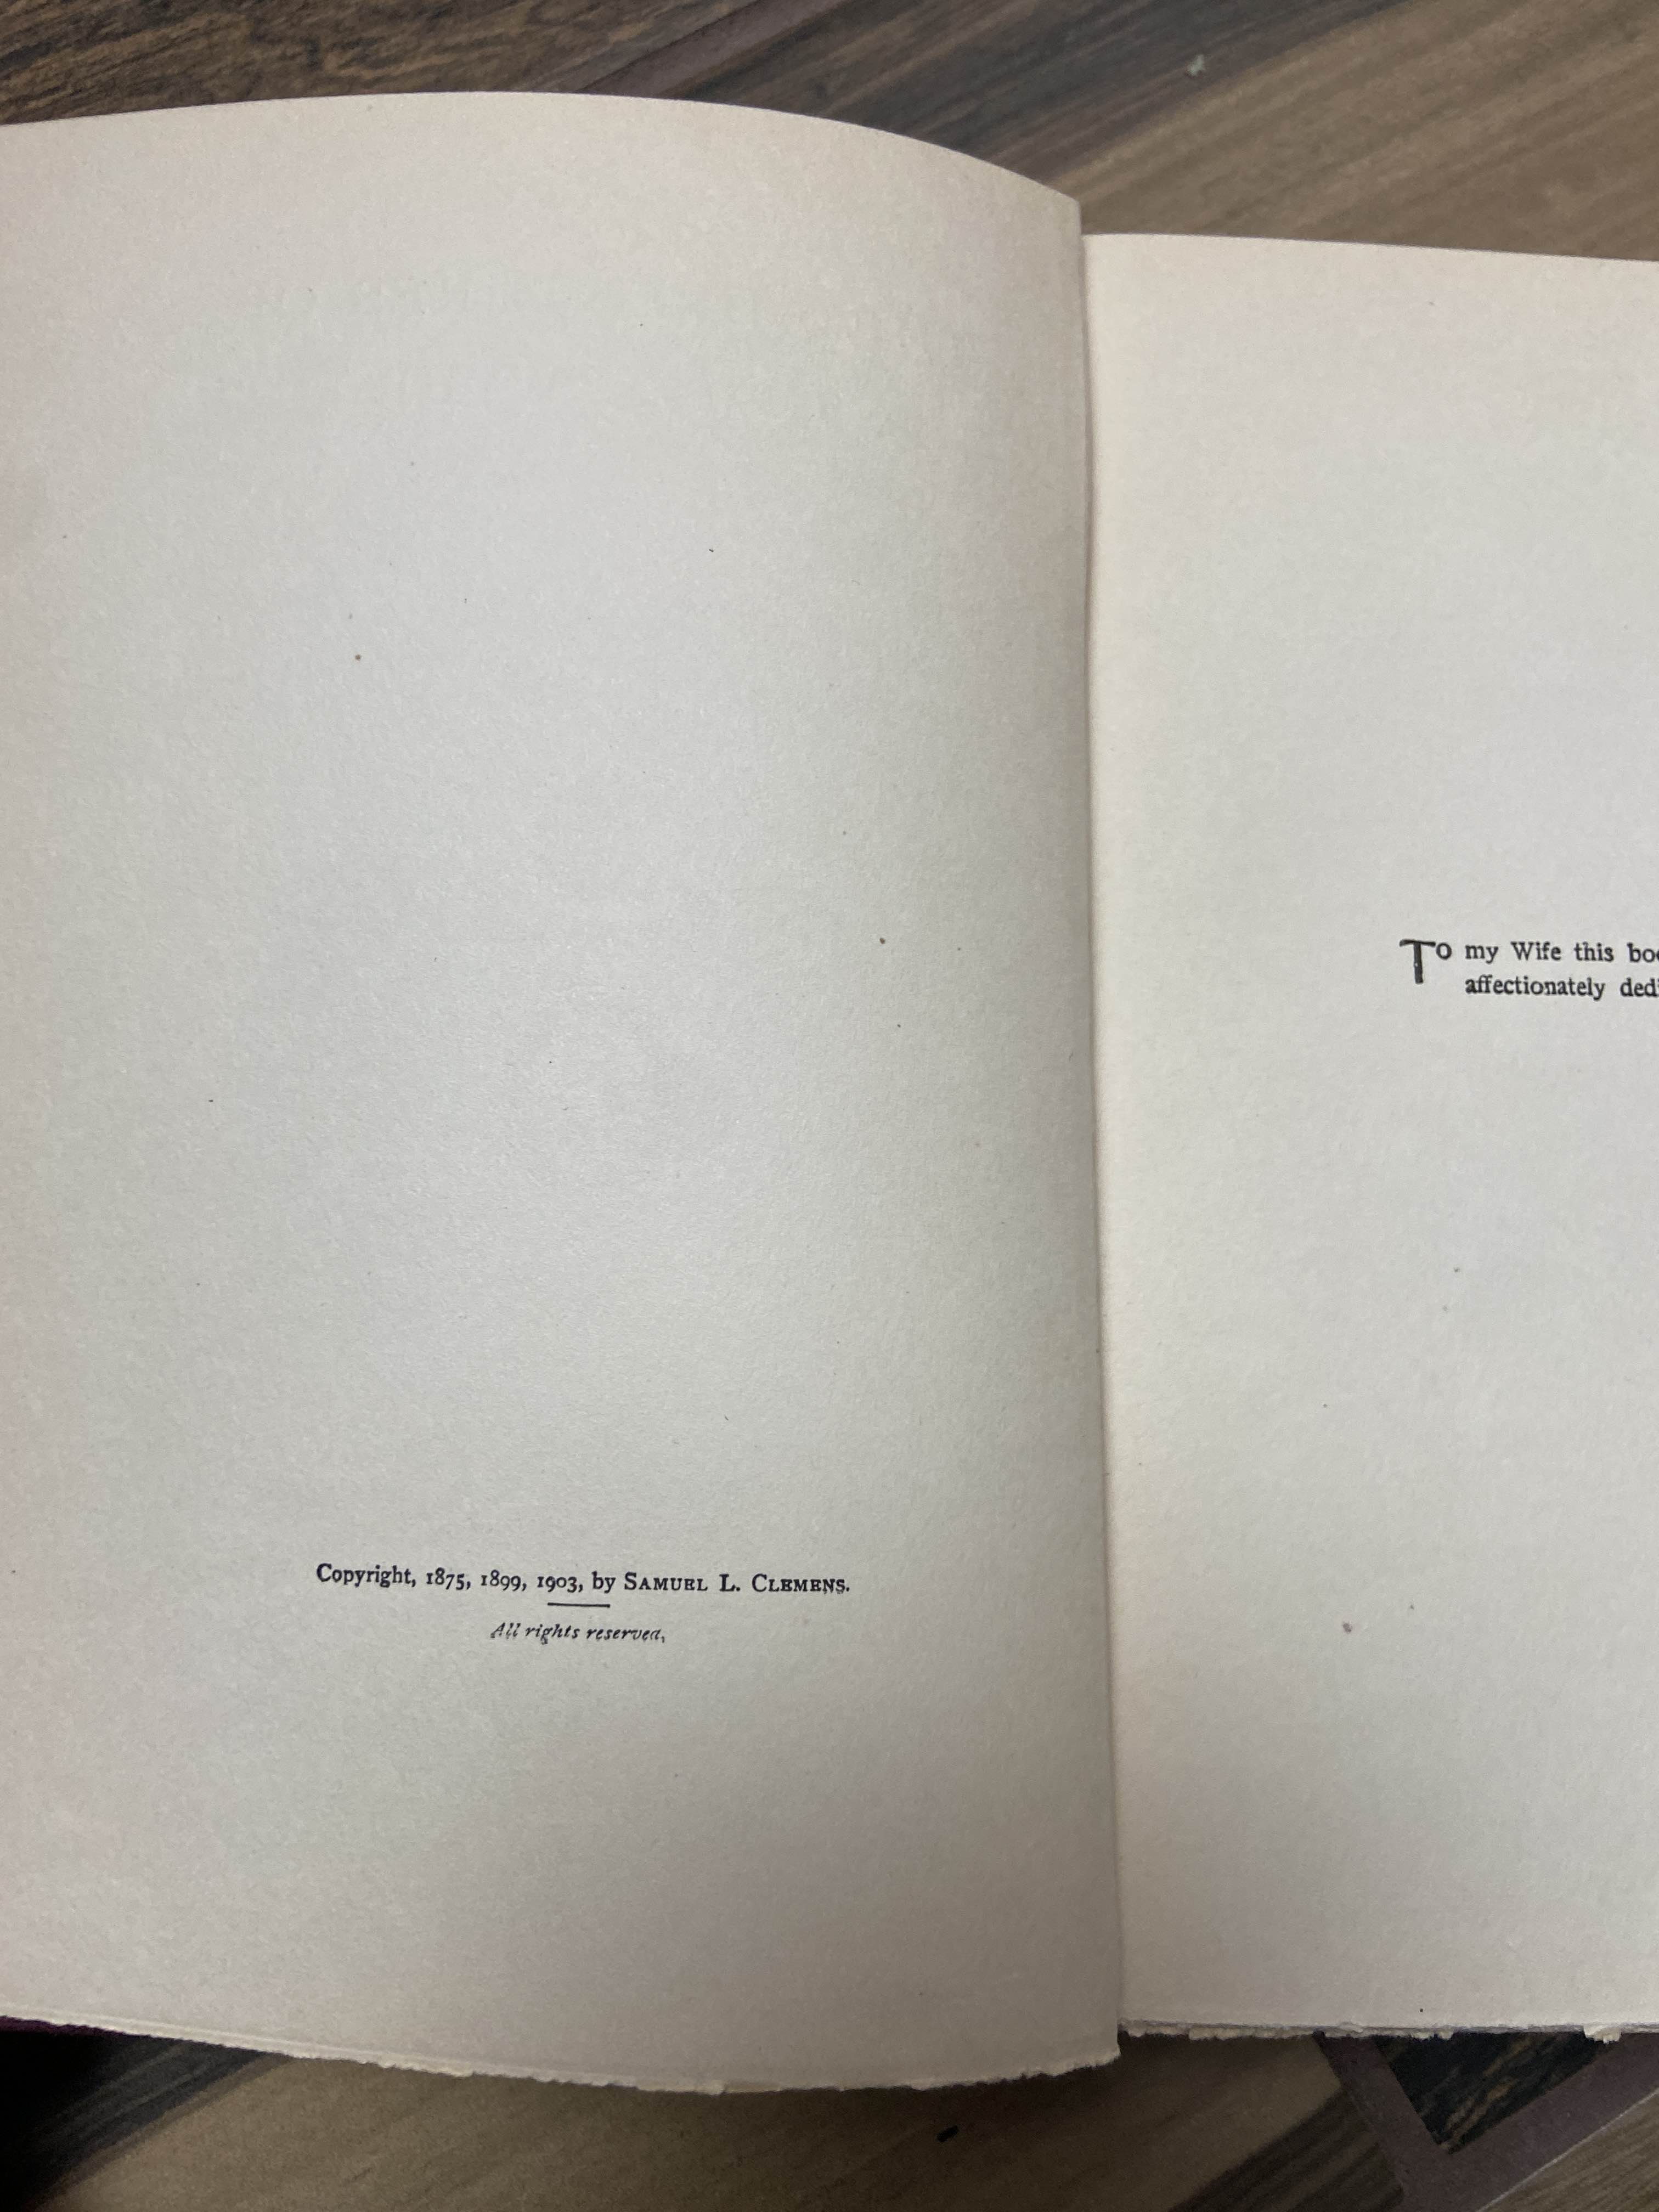 Copyright, 1875, 1899, 1903, by SAMUEL L. CLEMENS.
All rights reserved.
To my Wife this
affectionately